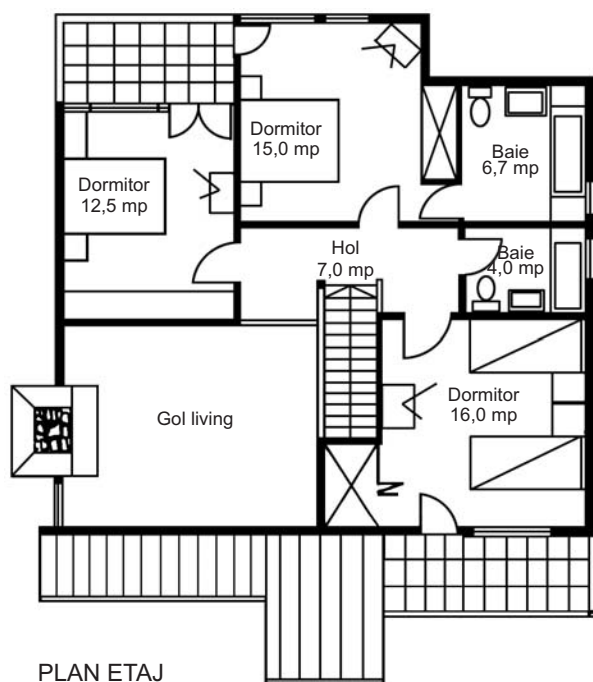 Dormitor
15,0 mp
Baie
6,7 mp
Dormitor
12,5 mp
Hol
7,0 mp
Baie
4,0 mp
Gol living
Dormitor
16,0 mp
PLAN ETAJ